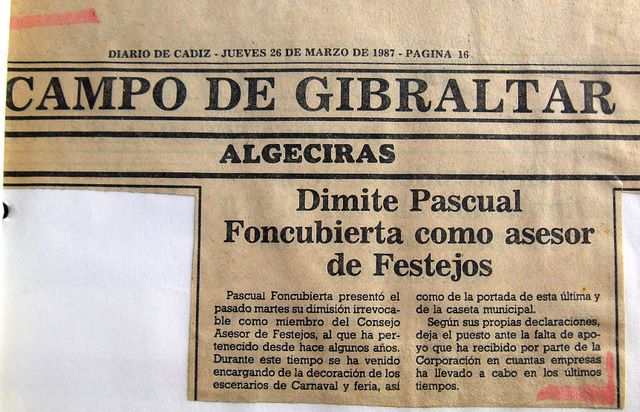 DIARIO DE CADIZ - JUEVES 26 DE MARZO DE 1987 - PAGINA 16
CAMPO DE GIBRALTAR
ALGECIRAS
Dimite Pascual
Foncubierta como asesor
de Festejos
Pascual Foncubierta presentó el
pasado martes su dimisión irrevoca-
ble como miembro del Consejo
Asesor de Festejos, al que ha per-
tenecido desde hace algunos años.
Durante este tiempo se ha venido
encargando de la decoración de los
escenarios de Carnaval y feria, así
como de la portada de esta última y
de la caseta municipal.
Según sus propias declaraciones,
deja el puesto ante la falta de apo-
yo que ha recibido por parte de la
Corporación en cuantas empresas
ha llevado a cabo en los últimos
tiempos.